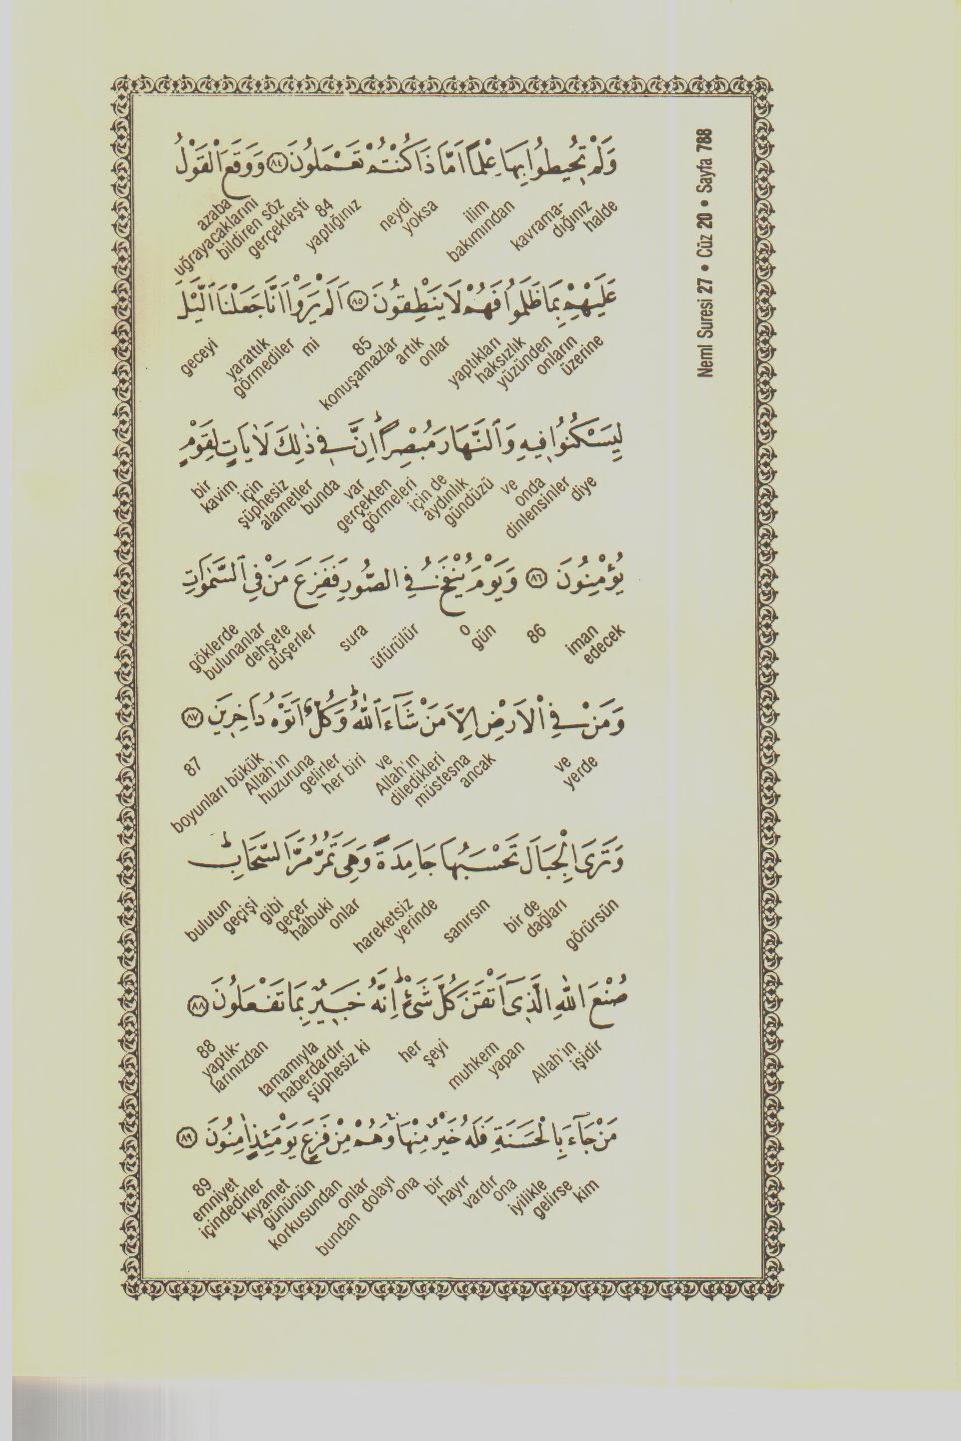 Neml Suresi 27 • Cüz 20 • Sayfa 788
وَلَمْ تُحِيطُوا بِهَا عِلْمًا اَمَّا ذَا كُنْتُمْ تَعْمَلُونَ ﴿٨٤﴾ وَوَقَعَ الْقَوْلُ
halde dığınız kavrama- bakımından ilim yoksa neydi yaptığınız 84 gerçekleşti bildiren söz uğrayacaklarını azaba
عَلَيْهِمْ بِمَا ظَلَمُوا فَهُمْ لَا يَنْطِقُونَ ﴿٨٥﴾ اَلَمْ يَرَوْا اَنَّا جَعَلْنَا الَّيْلَ
üzerine onların yüzünden haksızlık yaptıkları onlar artık konuşamazlar 85 mi görmediler yarattık geceyi
لِيَسْكُنُوا فِيهِ وَالنَّهَارَ مُبْصِرًا اِنَّ فِي ذٰلِكَ لَاٰيَاتٍ لِقَوْمٍ
diye dinlensinler onda ve gündüzü aydınlık için de görmeleri gerçekten var bunda alametler şüphesiz için kavim bir
يُؤْمِنُونَ ﴿٨٦﴾ وَيَوْمَ يُنْفَخُ فِي الصُّورِ فَفَزِعَ مَنْ فِي السَّمٰوَاتِ
edecek iman 86 gün o üfürülür sura düşerler dehşete bulunanlar göklerde
وَمَنْ فِي الْاَرْضِ اِلَّا مَنْ شَاءَ اللّٰهُ وَكُلٌّ اَتَوْهُ دَاخِرِينَ ﴿٨٧﴾
yerde ve ancak müstesna diledikleri Allah'ın ve her biri gelirler huzuruna Allah'ın boyunları bükük 87
وَتَرَى الْجِبَالَ تَحْسَبُهَا جَامِدَةً وَهِيَ تَمُرُّ مَرَّ السَّحَابِ
görürsün dağları bir de sanırsın yerinde hareketsiz onlar halbuki geçer gibi geçişi bulutun
صُنْعَ اللّٰهِ الَّذِي اَتْقَنَ كُلَّ شَيْءٍ اِنَّهُ خَبِيرٌ بِمَا تَفْعَلُونَ ﴿٨٨﴾
işidir Allah'ın yapan muhkem şeyi her şüphesiz ki haberdardır tamamıyla larınızdan yaptık- 88
مَنْ جَاءَ بِالْحَسَنَةِ فَلَهُ خَيْرٌ مِنْهَا وَهُمْ مِنْ فَزَعٍ يَوْمَئِذٍ اٰمِنُونَ ﴿٨٩﴾
kim gelirse iyilikle ona vardır hayır bir ona bundan dolayı onlar korkusundan gününün kıyamet içindedirler emniyet 89